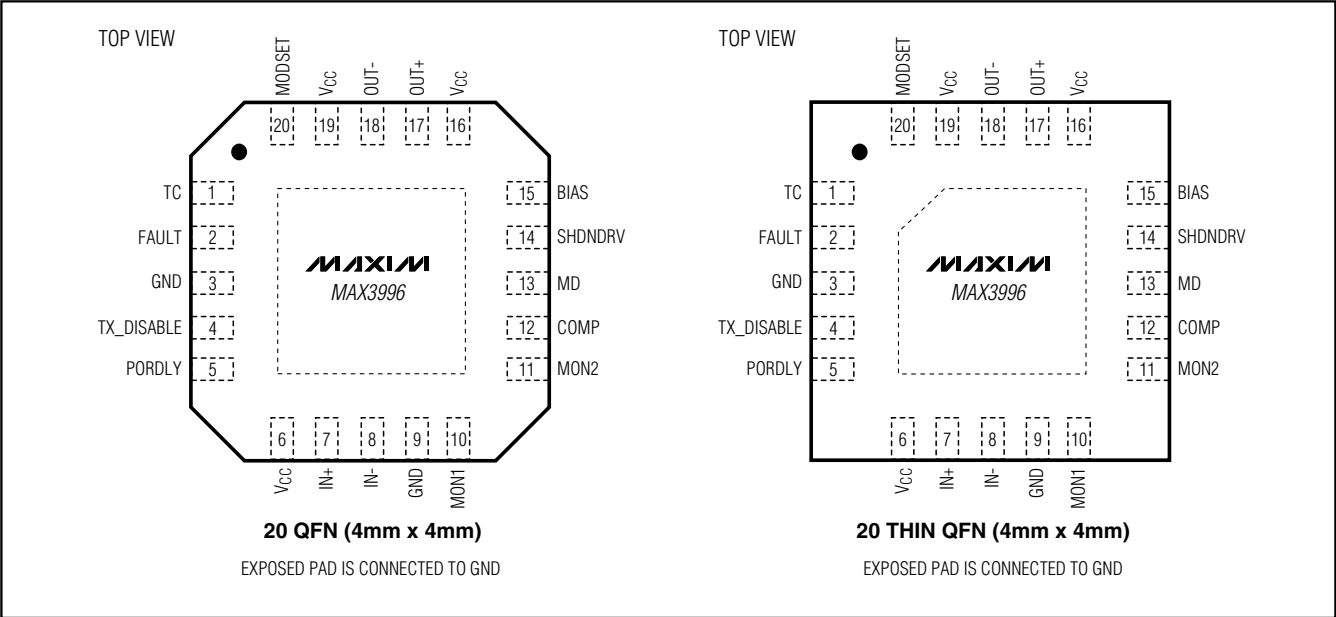 TOP VIEW
MODSET
VCC
OUT-
OUT+
VCC
20
19
18
17
16
TC 1
FAULT 2
GND 3
TX_DISABLE 4
PORDLY 5
15 BIAS
14 SHDNDRV
13 MD
12 COMP
11 MON2
MAXIM
MAX3996
6
7
8
9
10
VCC
IN+
IN-
GND
MON1
20 QFN (4mm x 4mm)
EXPOSED PAD IS CONNECTED TO GND
TOP VIEW
MODSET
VCC
OUT-
OUT+
VCC
20
19
18
17
16
TC 1
FAULT 2
GND 3
TX_DISABLE 4
PORDLY 5
15 BIAS
14 SHDNDRV
13 MD
12 COMP
11 MON2
MAXIM
MAX3996
6
7
8
9
10
VCC
IN+
IN-
GND
MON1
20 THIN QFN (4mm x 4mm)
EXPOSED PAD IS CONNECTED TO GND